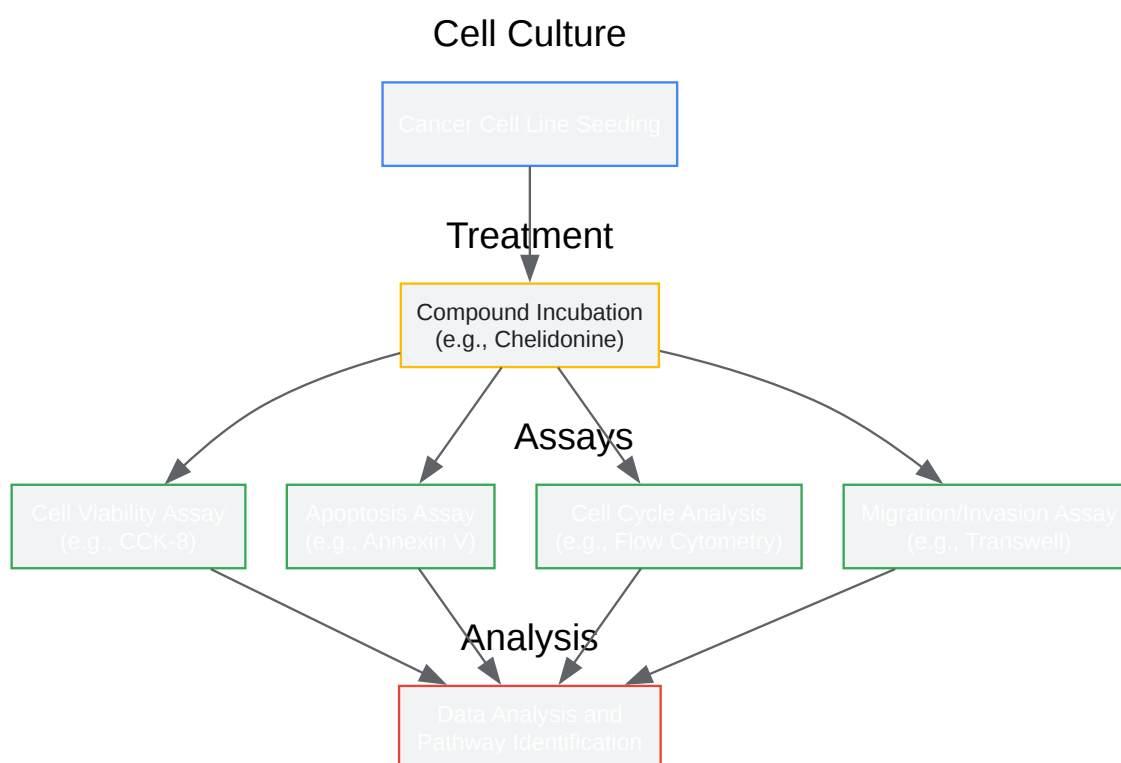 Cell Culture
Cancer Cell Line Seeding
Treatment
Compound Incubation
(e.g., Chelidonine)
Assays
Cell Viability Assay
(e.g., CCK-8)
Apoptosis Assay
(e.g., Annexin V)
Cell Cycle Analysis
(e.g., Flow Cytometry)
Migration/Invasion Assay
(e.g., Transwell)
Analysis
Data Analysis and
Pathway Identification